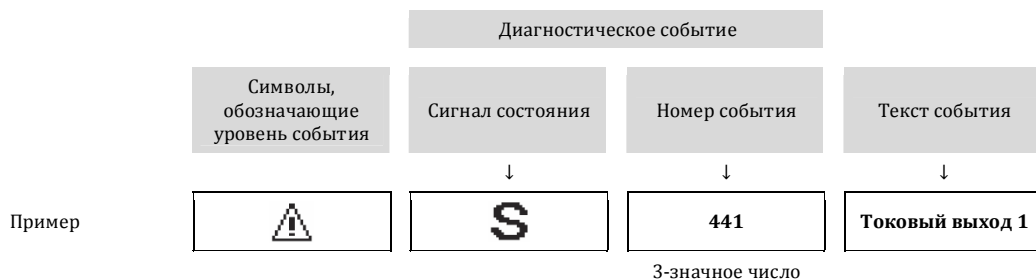 Диагностическое событие
Символы,
обозначающие
уровень события
Сигнал состояния
Номер события
Текст события
↓ ↓ ↓
Пример
S
441
Токовый выход 1
3-значное число